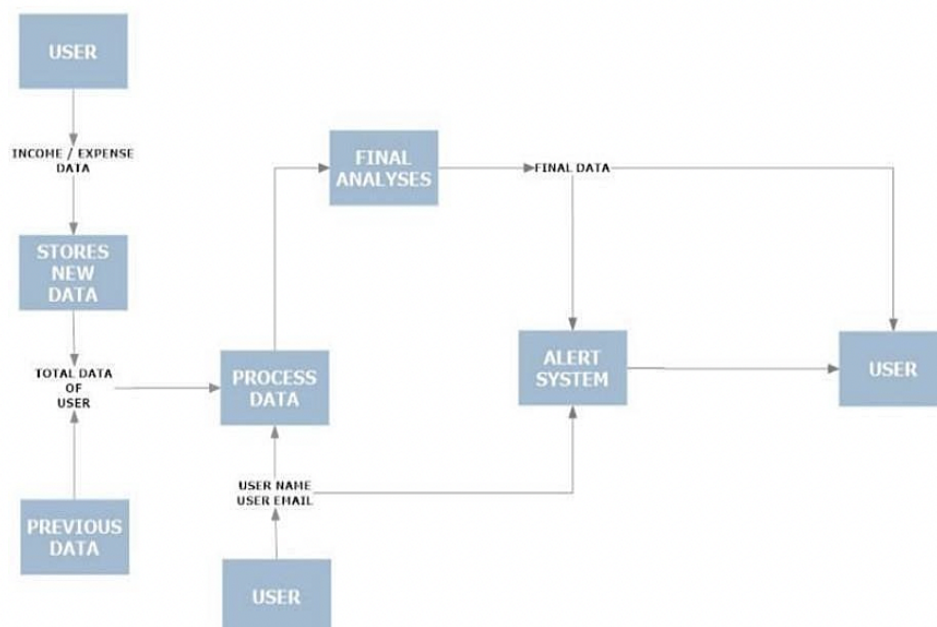 USER
INCOME / EXPENSE
DATA
STORES
NEW
DATA
TOTAL DATA
OF
USER
PREVIOUS
DATA
FINAL
ANALYSES
FINAL DATA
PROCESS
DATA
USER NAME
USER EMAIL
USER
ALERT
SYSTEM
USER